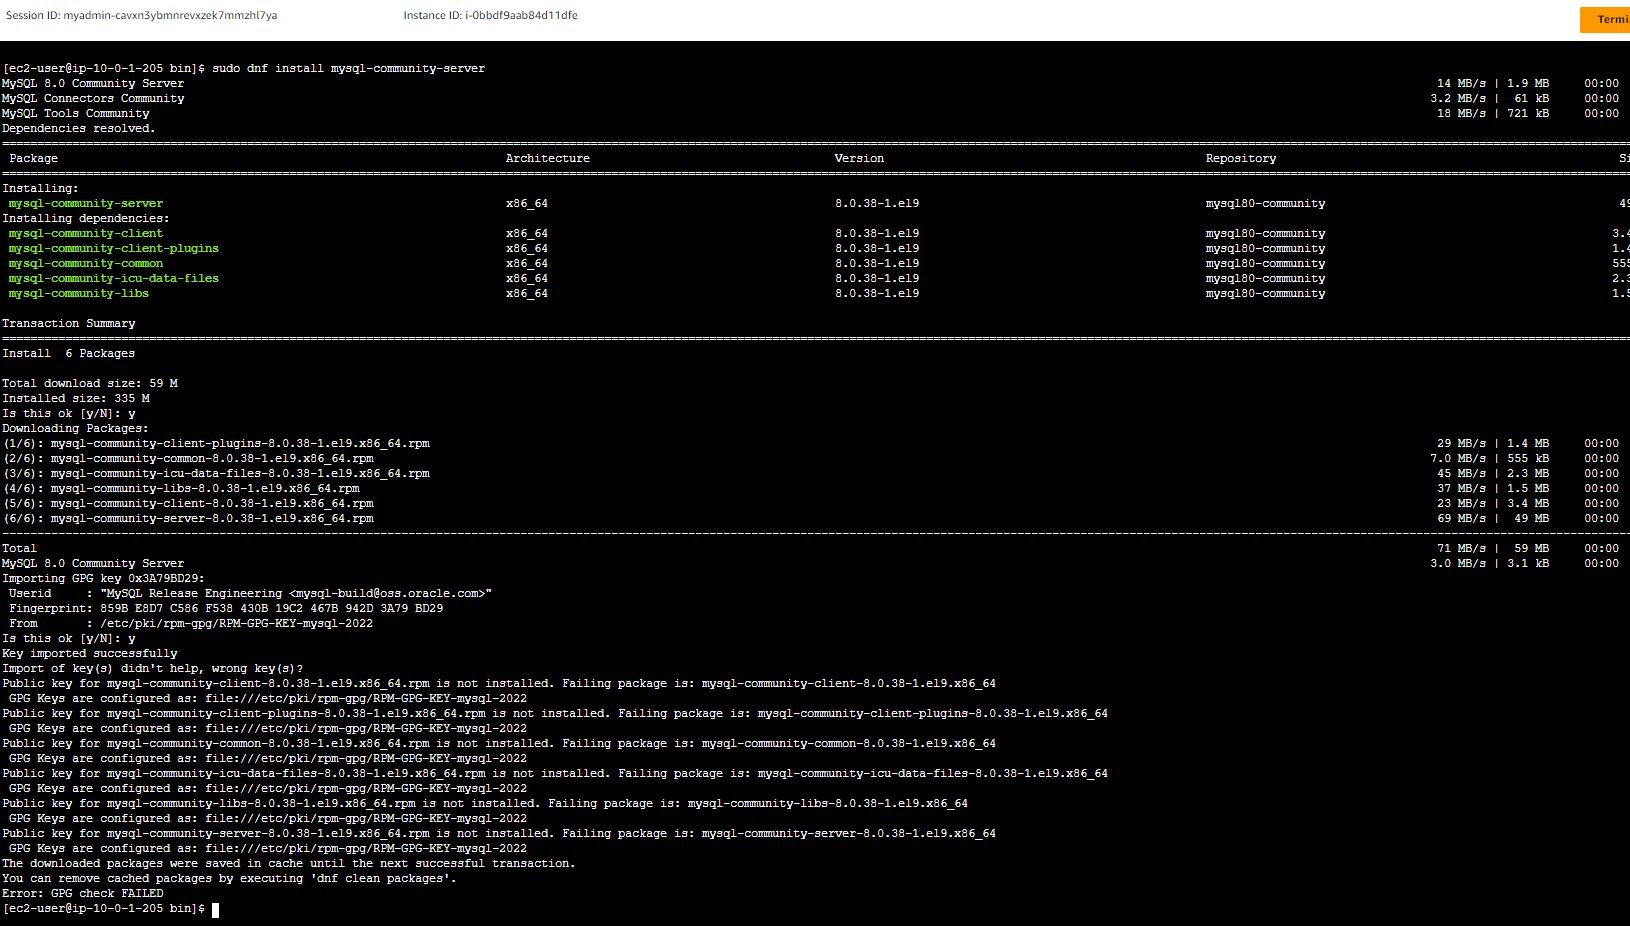 Session ID: myadmin-cavxn3ybmnrevxzek7mmzhl7ya Instance ID: i-0bbdf9aab84d11dfe
[ec2-user@ip-10-0-1-205 bin]$ sudo dnf install mysql-community-server
MySQL 8.0 Community Server 14 MB/s | 1.9 MB 00:00
MySQL Connectors Community 3.2 MB/s | 61 kB 00:00
MySQL Tools Community 18 MB/s | 721 kB 00:00
Dependencies resolved.
Package Architecture Version Repository
Installing:
mysql-community-server x86_64 8.0.38-1.el9 mysql80-community 49
Installing dependencies:
mysql-community-client x86_64 8.0.38-1.el9 mysql80-community 3.4
mysql-community-client-plugins x86_64 8.0.38-1.el9 mysql80-community 1.4
mysql-community-common x86_64 8.0.38-1.el9 mysql80-community 555
mysql-community-icu-data-files x86_64 8.0.38-1.el9 mysql80-community 2.3
mysql-community-libs x86_64 8.0.38-1.el9 mysql80-community 1.5
Transaction Summary
Install 6 Packages
Total download size: 59 M
Installed size: 335 M
Is this ok [y/N]: y
Downloading Packages:
(1/6): mysql-community-client-plugins-8.0.38-1.el9.x86_64.rpm 29 MB/s | 1.4 MB 00:00
(2/6): mysql-community-common-8.0.38-1.el9.x86_64.rpm 7.0 MB/s | 555 kB 00:00
(3/6): mysql-community-icu-data-files-8.0.38-1.el9.x86_64.rpm 45 MB/s | 2.3 MB 00:00
(4/6): mysql-community-libs-8.0.38-1.el9.x86_64.rpm 37 MB/s | 1.5 MB 00:00
(5/6): mysql-community-client-8.0.38-1.el9.x86_64.rpm 23 MB/s | 3.4 MB 00:00
(6/6): mysql-community-server-8.0.38-1.el9.x86_64.rpm 69 MB/s | 49 MB 00:00
Total 71 MB/s | 59 MB 00:00
MySQL 8.0 Community Server 3.0 MB/s | 3.1 kB 00:00
Importing GPG key 0x3A79BD29:
Userid : "MySQL Release Engineering <mysql-build@oss.oracle.com>"
Fingerprint: 859B E8D7 C586 F538 430B 19C2 467B 942D 3A79 BD29
From : /etc/pki/rpm-gpg/RPM-GPG-KEY-mysql-2022
Is this ok [y/N]: y
Key imported successfully
Import of key(s) didn't help, wrong key(s)?
Public key for mysql-community-client-8.0.38-1.el9.x86_64.rpm is not installed. Failing package is: mysql-community-client-8.0.38-1.el9.x86_64
GPG Keys are configured as: file:///etc/pki/rpm-gpg/RPM-GPG-KEY-mysql-2022
Public key for mysql-community-client-plugins-8.0.38-1.el9.x86_64.rpm is not installed. Failing package is: mysql-community-client-plugins-8.0.38-1.el9.x86_64
GPG Keys are configured as: file:///etc/pki/rpm-gpg/RPM-GPG-KEY-mysql-2022
Public key for mysql-community-common-8.0.38-1.el9.x86_64.rpm is not installed. Failing package is: mysql-community-common-8.0.38-1.el9.x86_64
GPG Keys are configured as: file:///etc/pki/rpm-gpg/RPM-GPG-KEY-mysql-2022
Public key for mysql-community-icu-data-files-8.0.38-1.el9.x86_64.rpm is not installed. Failing package is: mysql-community-icu-data-files-8.0.38-1.el9.x86_64
GPG Keys are configured as: file:///etc/pki/rpm-gpg/RPM-GPG-KEY-mysql-2022
Public key for mysql-community-libs-8.0.38-1.el9.x86_64.rpm is not installed. Failing package is: mysql-community-libs-8.0.38-1.el9.x86_64
GPG Keys are configured as: file:///etc/pki/rpm-gpg/RPM-GPG-KEY-mysql-2022
Public key for mysql-community-server-8.0.38-1.el9.x86_64.rpm is not installed. Failing package is: mysql-community-server-8.0.38-1.el9.x86_64
GPG Keys are configured as: file:///etc/pki/rpm-gpg/RPM-GPG-KEY-mysql-2022
The downloaded packages were saved in cache until the next successful transaction.
You can remove cached packages by executing 'dnf clean packages'.
Error: GPG check FAILED
[ec2-user@ip-10-0-1-205 bin]$